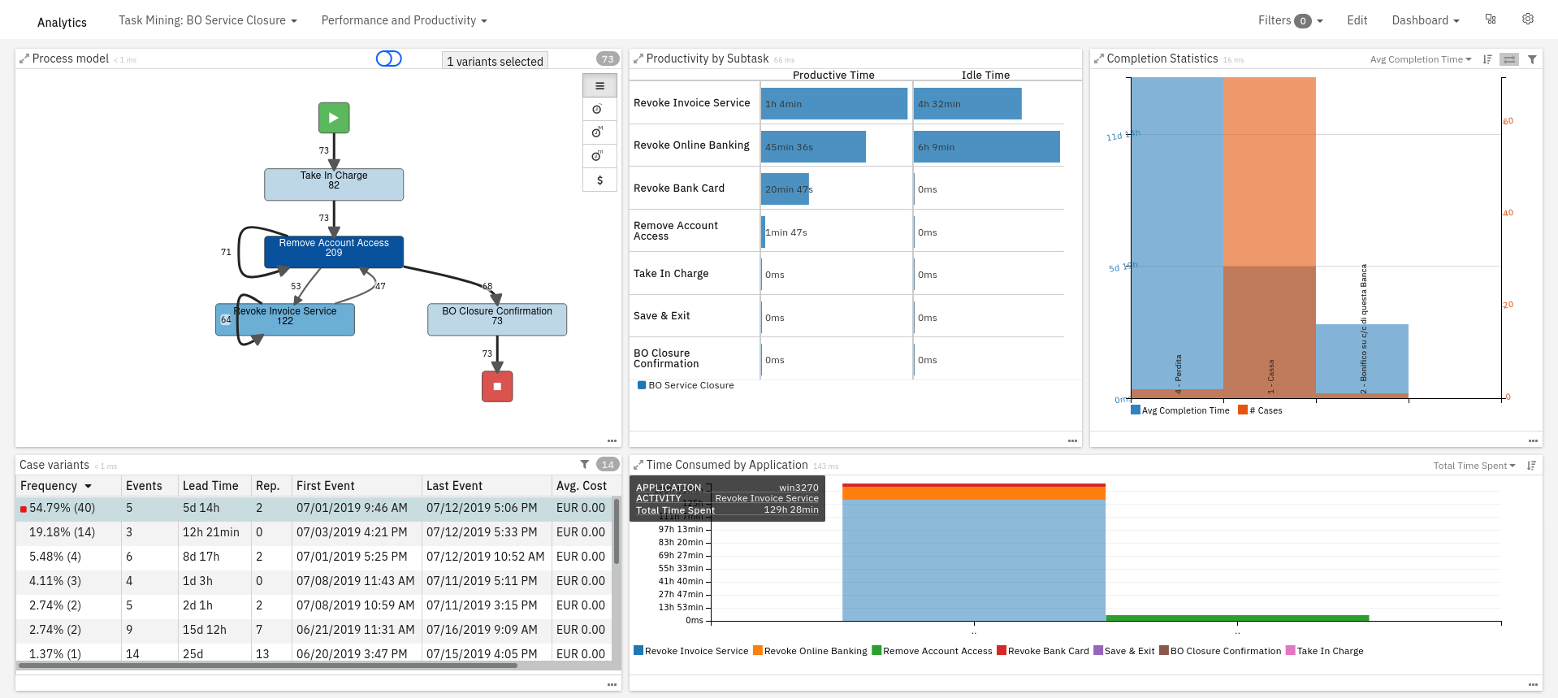 Analytics
Task Mining: BO Service Closure
Performance and Productivity
Filters 0
Edit
Dashboard
Process model < 1 ms
1 variants selected
73
73
Take In Charge
82
73
Remove Account Access
209
71
53
47
68
Revoke Invoice Service
122
64
BO Closure Confirmation
73
73
M
m
$
Productivity by Subtask 66 ms
Productive Time Idle Time
Revoke Invoice Service 1h 4min 4h 32min
Revoke Online Banking 45min 36s 6h 9min
Revoke Bank Card 20min 47s 0ms
Remove Account
Access 1min 47s 0ms
Take In Charge 0ms 0ms
Save & Exit 0ms 0ms
BO Closure
Confirmation 0ms 0ms
BO Service Closure
Completion Statistics 16 ms
Avg Completion Time
11d
60
40
5d
20
0ms
0
4 - Perdita
1 - Cassa
2 - Bonifico su c/c di questa Banca
Avg Completion Time # Cases
Case variants < 1 ms
14
Frequency Events Lead Time Rep. First Event Last Event Avg. Cost
54.79% (40) 5 5d 14h 2 07/01/2019 9:46 AM 07/12/2019 5:06 PM EUR 0.00
19.18% (14) 3 12h 21min 0 07/03/2019 4:21 PM 07/12/2019 5:33 PM EUR 0.00
5.48% (4) 6 8d 17h 2 07/01/2019 5:25 PM 07/12/2019 10:52 AM EUR 0.00
4.11% (3) 4 1d 3h 0 07/08/2019 11:43 AM 07/11/2019 5:11 PM EUR 0.00
2.74% (2) 5 2d 1h 2 07/08/2019 10:59 AM 07/11/2019 3:15 PM EUR 0.00
2.74% (2) 9 15d 12h 7 06/21/2019 11:31 AM 07/16/2019 9:09 AM EUR 0.00
1.37% (1) 14 25d 13 06/20/2019 3:47 PM 07/15/2019 4:05 PM EUR 0.00
Time Consumed by Application 143 ms
Total Time Spent
APPLICATION win3270
ACTIVITY Revoke Invoice Service
Total Time Spent 129h 28min
97h 13min
83h 20min
69h 27min
55h 33min
41h 40min
27h 47min
13h 53min
0ms
..
..
Revoke Invoice Service Revoke Online Banking Remove Account Access Revoke Bank Card Save & Exit BO Closure Confirmation Take In Charge